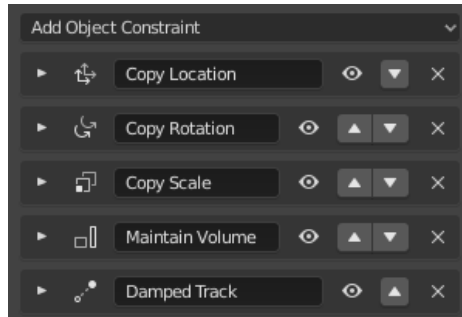 Add Object Constraint
Copy Location
Copy Rotation
Copy Scale
Maintain Volume
Damped Track